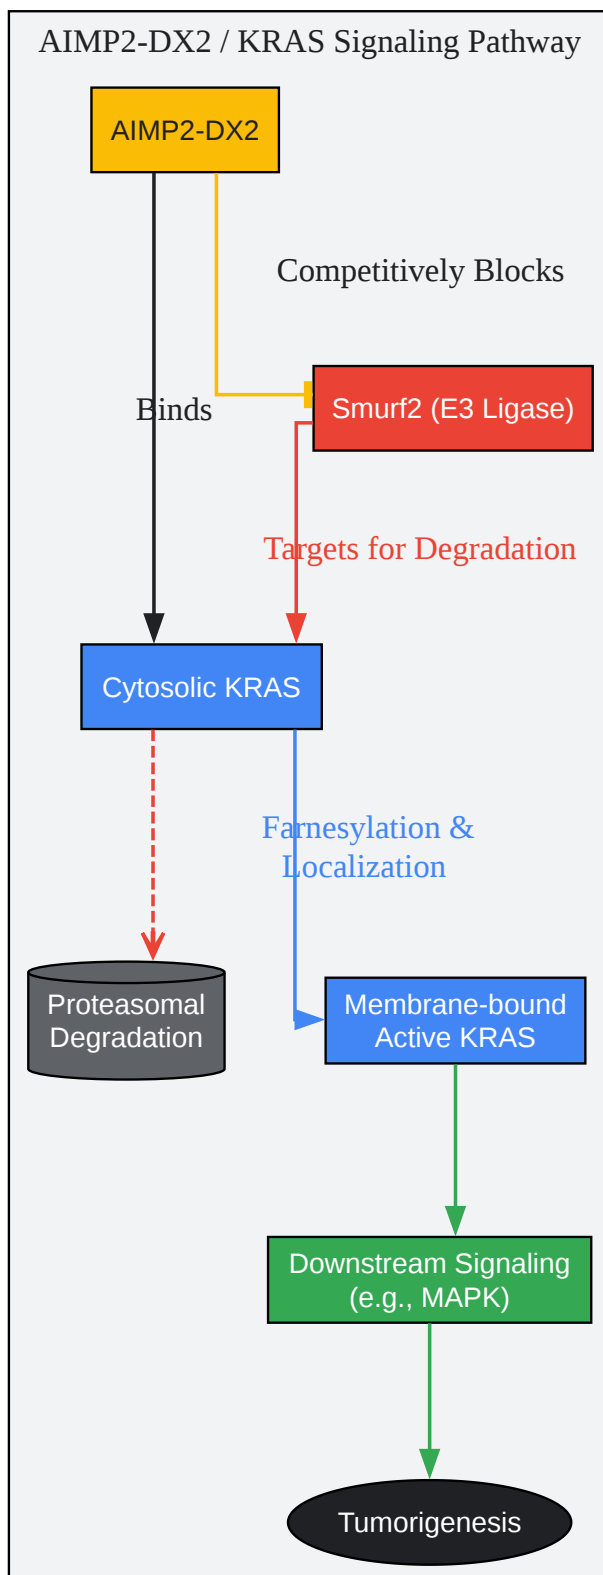 AIMP2-DX2 / KRAS Signaling Pathway
AIMP2-DX2
Competitively Blocks
Binds
Smurf2 (E3 Ligase)
Targets for Degradation
Cytosolic KRAS
Farnesylation &
Localization
Proteasomal
Degradation
Membrane-bound
Active KRAS
Downstream Signaling
(e.g., MAPK)
Tumorigenesis